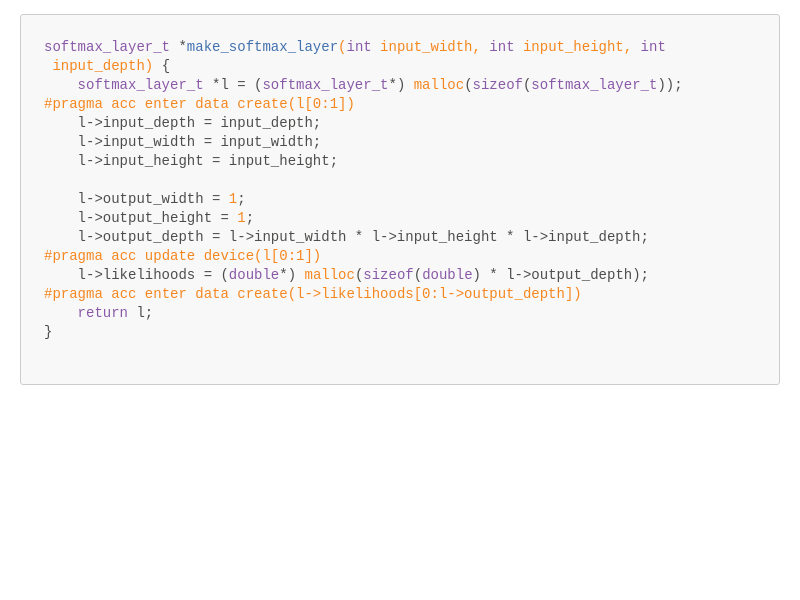 softmax_layer_t *make_softmax_layer(int input_width, int input_height, int
 input_depth) {
    softmax_layer_t *l = (softmax_layer_t*) malloc(sizeof(softmax_layer_t));
#pragma acc enter data create(l[0:1])
    l->input_depth = input_depth;
    l->input_width = input_width;
    l->input_height = input_height;

    l->output_width = 1;
    l->output_height = 1;
    l->output_depth = l->input_width * l->input_height * l->input_depth;
#pragma acc update device(l[0:1])
    l->likelihoods = (double*) malloc(sizeof(double) * l->output_depth);
#pragma acc enter data create(l->likelihoods[0:l->output_depth])
    return l;
}